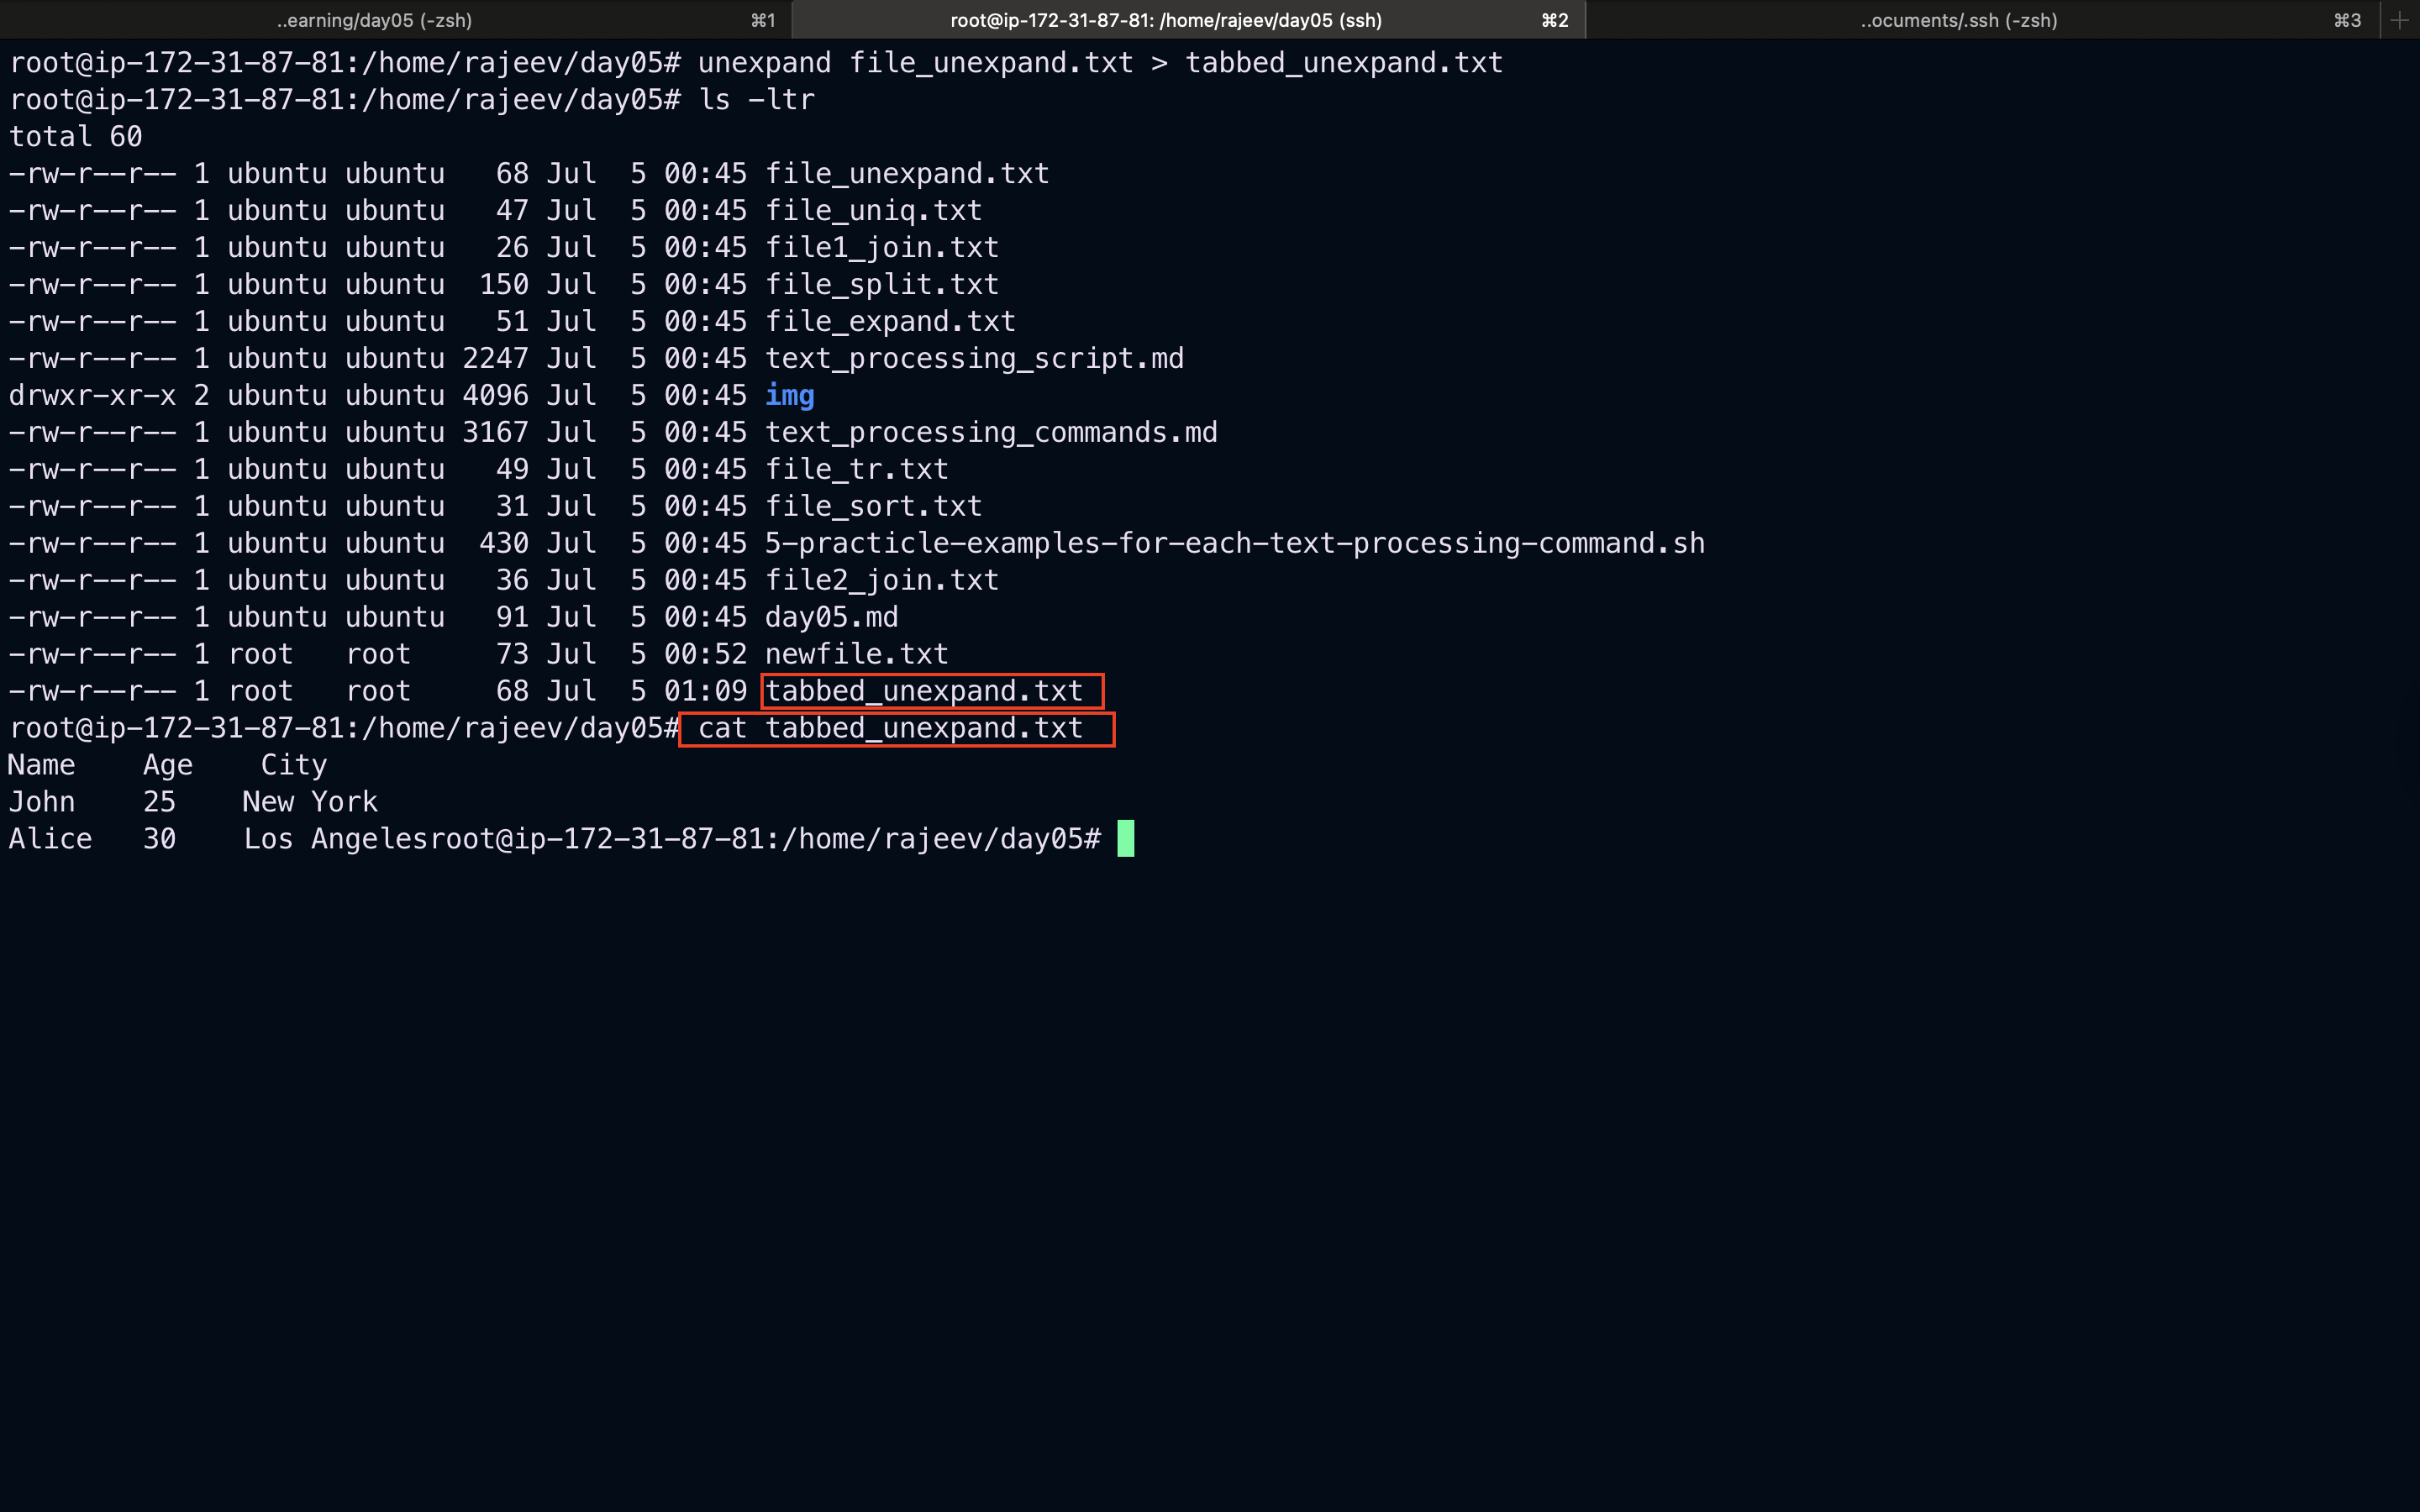 ..earning/day05 (-zsh) ⌘1 root@ip-172-31-87-81: /home/rajeev/day05 (ssh) ⌘2 ..ocuments/.ssh (-zsh) ⌘3 +
root@ip-172-31-87-81:/home/rajeev/day05# unexpand file_unexpand.txt > tabbed_unexpand.txt
root@ip-172-31-87-81:/home/rajeev/day05# ls -ltr
total 60
-rw-r--r-- 1 ubuntu ubuntu   68 Jul  5 00:45 file_unexpand.txt
-rw-r--r-- 1 ubuntu ubuntu   47 Jul  5 00:45 file_uniq.txt
-rw-r--r-- 1 ubuntu ubuntu   26 Jul  5 00:45 file1_join.txt
-rw-r--r-- 1 ubuntu ubuntu  150 Jul  5 00:45 file_split.txt
-rw-r--r-- 1 ubuntu ubuntu   51 Jul  5 00:45 file_expand.txt
-rw-r--r-- 1 ubuntu ubuntu 2247 Jul  5 00:45 text_processing_script.md
drwxr-xr-x 2 ubuntu ubuntu 4096 Jul  5 00:45 img
-rw-r--r-- 1 ubuntu ubuntu 3167 Jul  5 00:45 text_processing_commands.md
-rw-r--r-- 1 ubuntu ubuntu   49 Jul  5 00:45 file_tr.txt
-rw-r--r-- 1 ubuntu ubuntu   31 Jul  5 00:45 file_sort.txt
-rw-r--r-- 1 ubuntu ubuntu  430 Jul  5 00:45 5-practicle-examples-for-each-text-processing-command.sh
-rw-r--r-- 1 ubuntu ubuntu   36 Jul  5 00:45 file2_join.txt
-rw-r--r-- 1 ubuntu ubuntu   91 Jul  5 00:45 day05.md
-rw-r--r-- 1 root   root     73 Jul  5 00:52 newfile.txt
-rw-r--r-- 1 root   root     68 Jul  5 01:09 tabbed_unexpand.txt
root@ip-172-31-87-81:/home/rajeev/day05# cat tabbed_unexpand.txt
Name    Age    City
John    25    New York
Alice   30    Los Angelesroot@ip-172-31-87-81:/home/rajeev/day05#